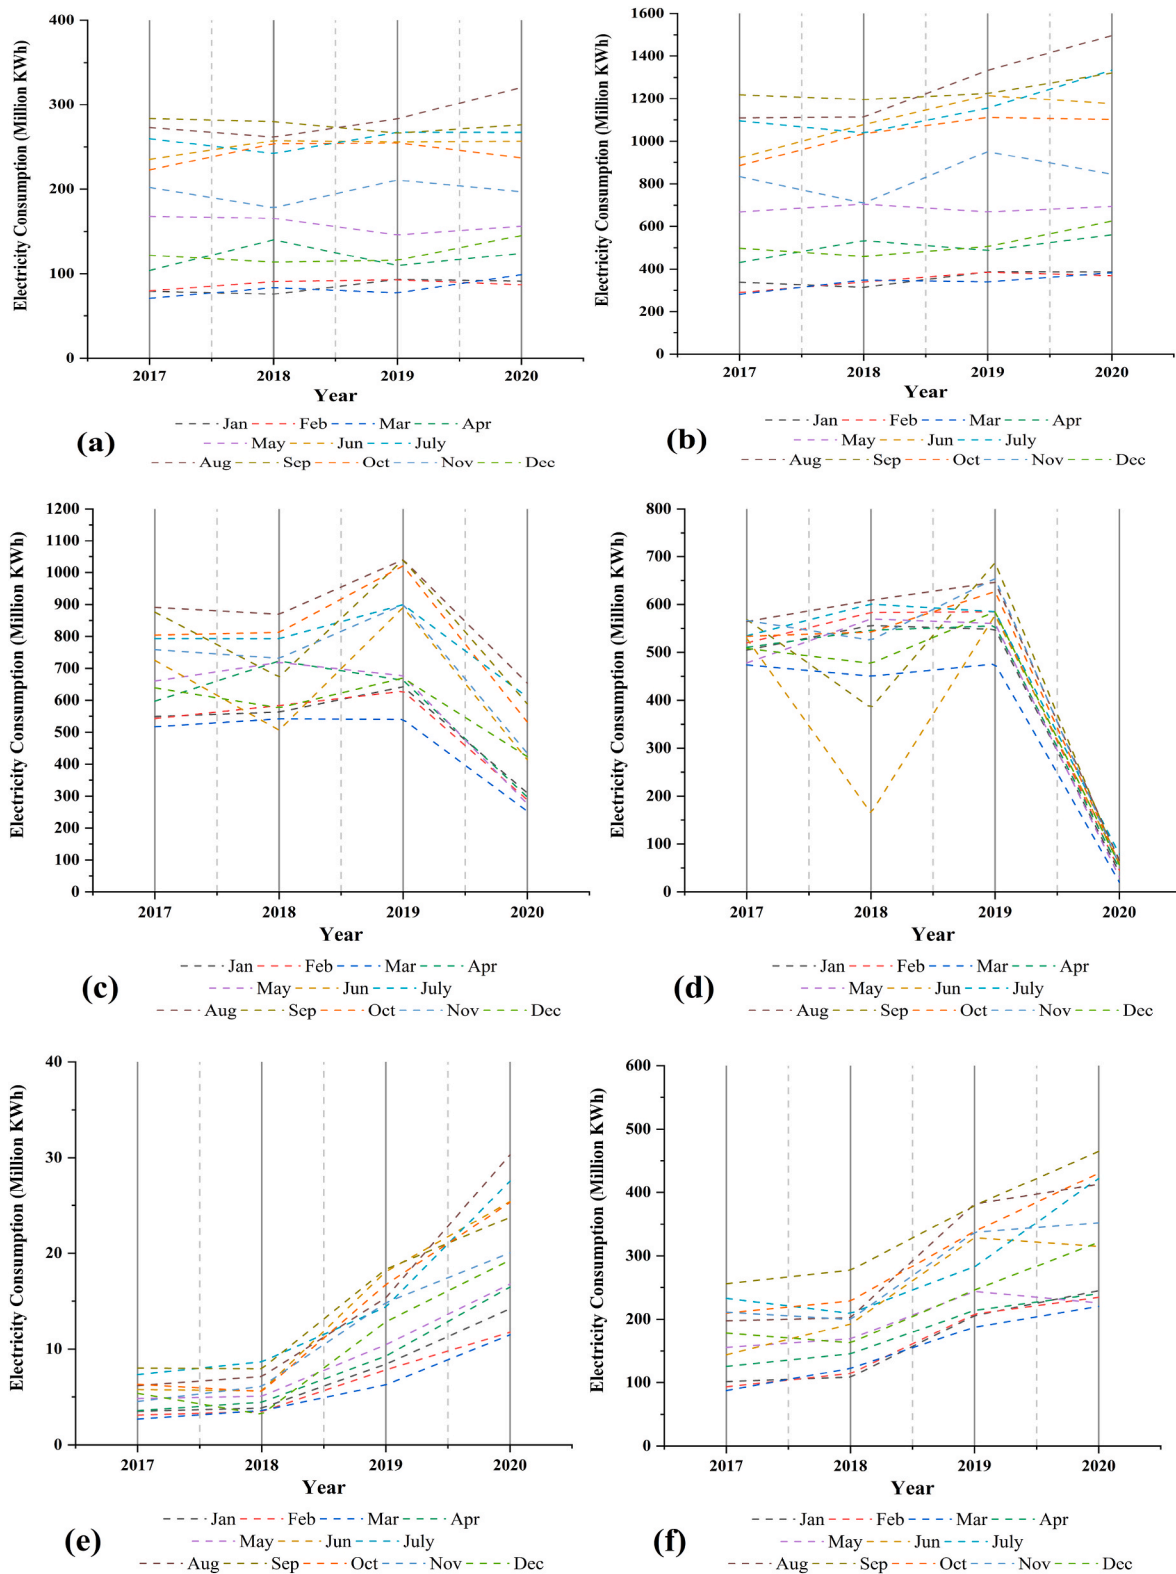 Electricity Consumption (Million KWh)
400
300
200
100
0
2017 2018 2019 2020
Year
Jan Feb Mar Apr
May Jun July
Aug Sep Oct Nov Dec
(a)
Electricity Consumption (Million KWh)
1600
1400
1200
1000
800
600
400
200
0
2017 2018 2019 2020
Year
Jan Feb Mar Apr
May Jun July
Aug Sep Oct Nov Dec
(b)
Electricity Consumption (Million KWh)
1200
1100
1000
900
800
700
600
500
400
300
200
100
0
2017 2018 2019 2020
Year
Jan Feb Mar Apr
May Jun July
Aug Sep Oct Nov Dec
(c)
Electricity Consumption (Million KWh)
800
700
600
500
400
300
200
100
0
2017 2018 2019 2020
Year
Jan Feb Mar Apr
May Jun July
Aug Sep Oct Nov Dec
(d)
Electricity Consumption (Million KWh)
40
30
20
10
0
2017 2018 2019 2020
Year
Jan Feb Mar Apr
May Jun July
Aug Sep Oct Nov Dec
(e)
Electricity Consumption (Million KWh)
600
500
400
300
200
100
0
2017 2018 2019 2020
Year
Jan Feb Mar Apr
May Jun July
Aug Sep Oct Nov Dec
(f)